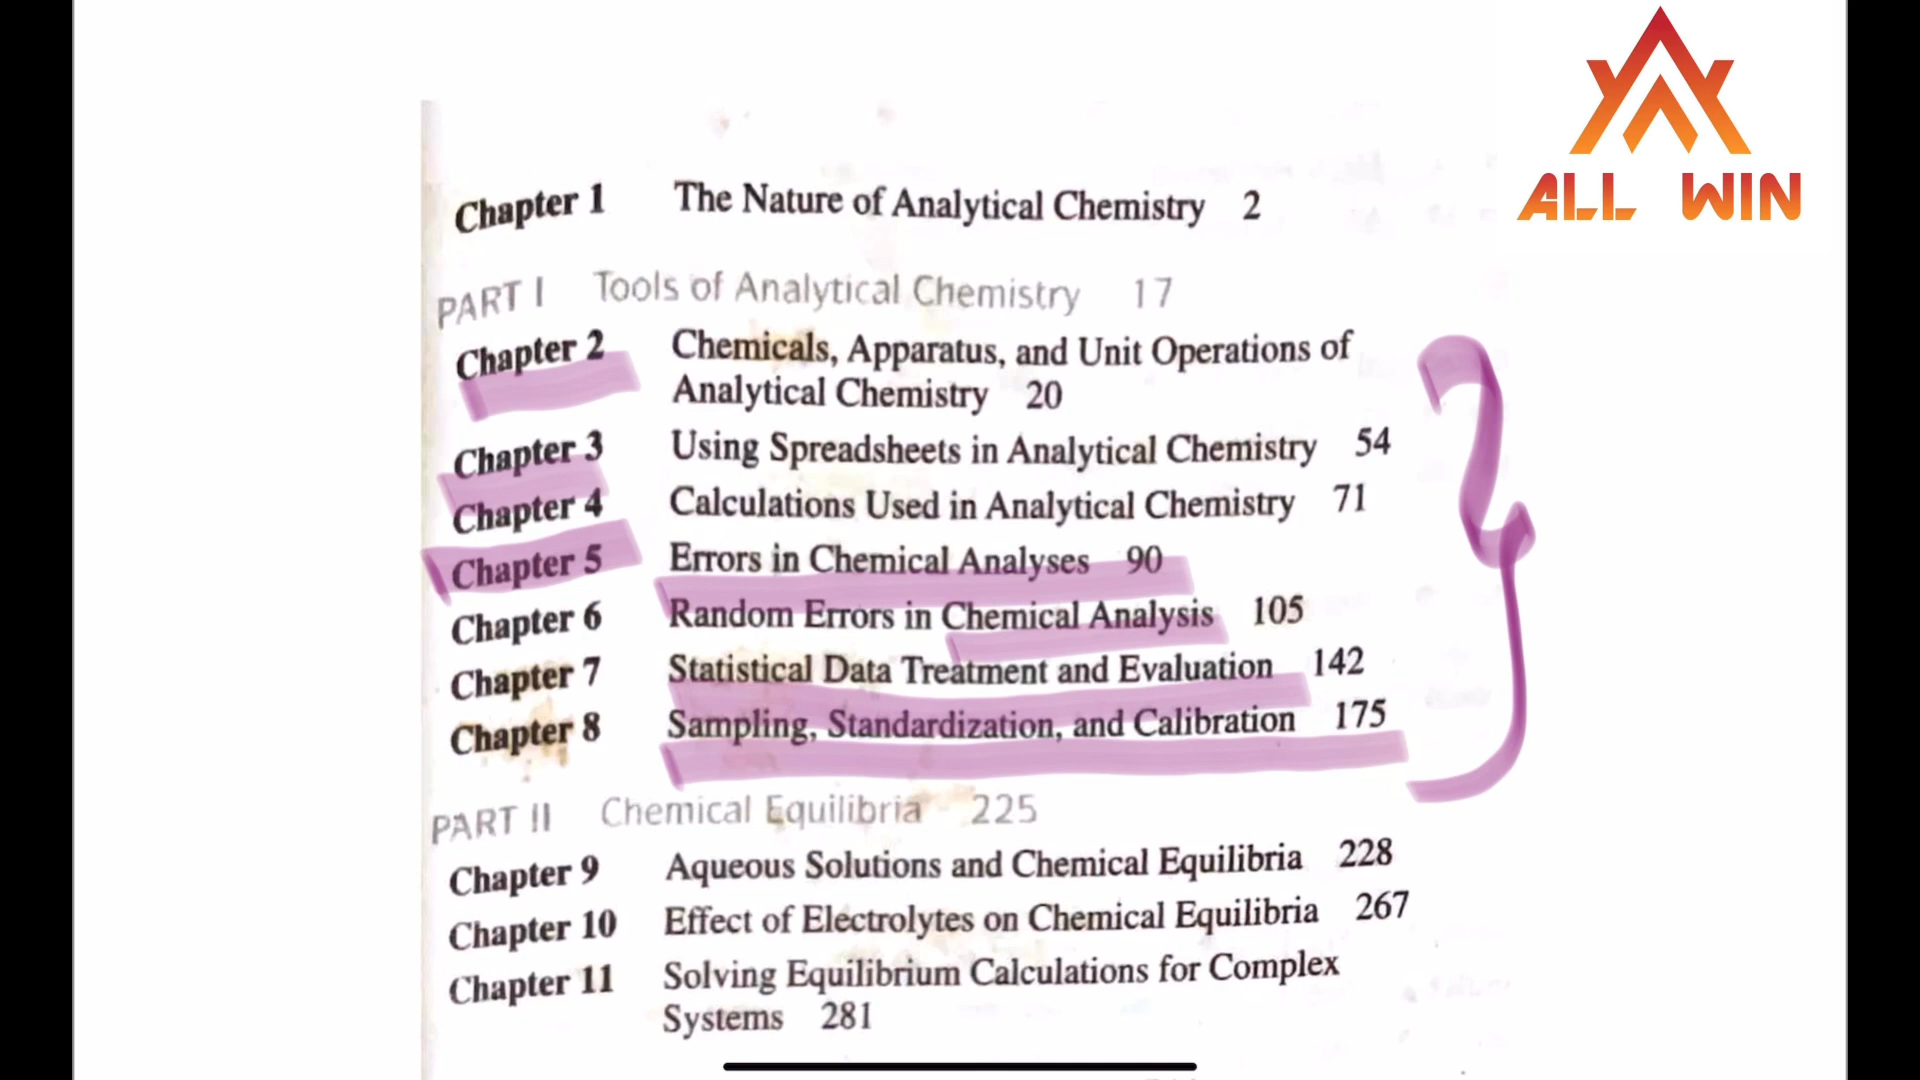 ALL WIN
Chapter 1 The Nature of Analytical Chemistry 2
PART I Tools of Analytical Chemistry 17
Chapter 2 Chemicals, Apparatus, and Unit Operations of
Analytical Chemistry 20
Chapter 3 Using Spreadsheets in Analytical Chemistry 54
Chapter 4 Calculations Used in Analytical Chemistry 71
Chapter 5 Errors in Chemical Analyses 90
Chapter 6 Random Errors in Chemical Analysis 105
Chapter 7 Statistical Data Treatment and Evaluation 142
Chapter 8 Sampling, Standardization, and Calibration 175
PART II Chemical Equilibria 225
Chapter 9 Aqueous Solutions and Chemical Equilibria 228
Chapter 10 Effect of Electrolytes on Chemical Equilibria 267
Chapter 11 Solving Equilibrium Calculations for Complex
Systems 281